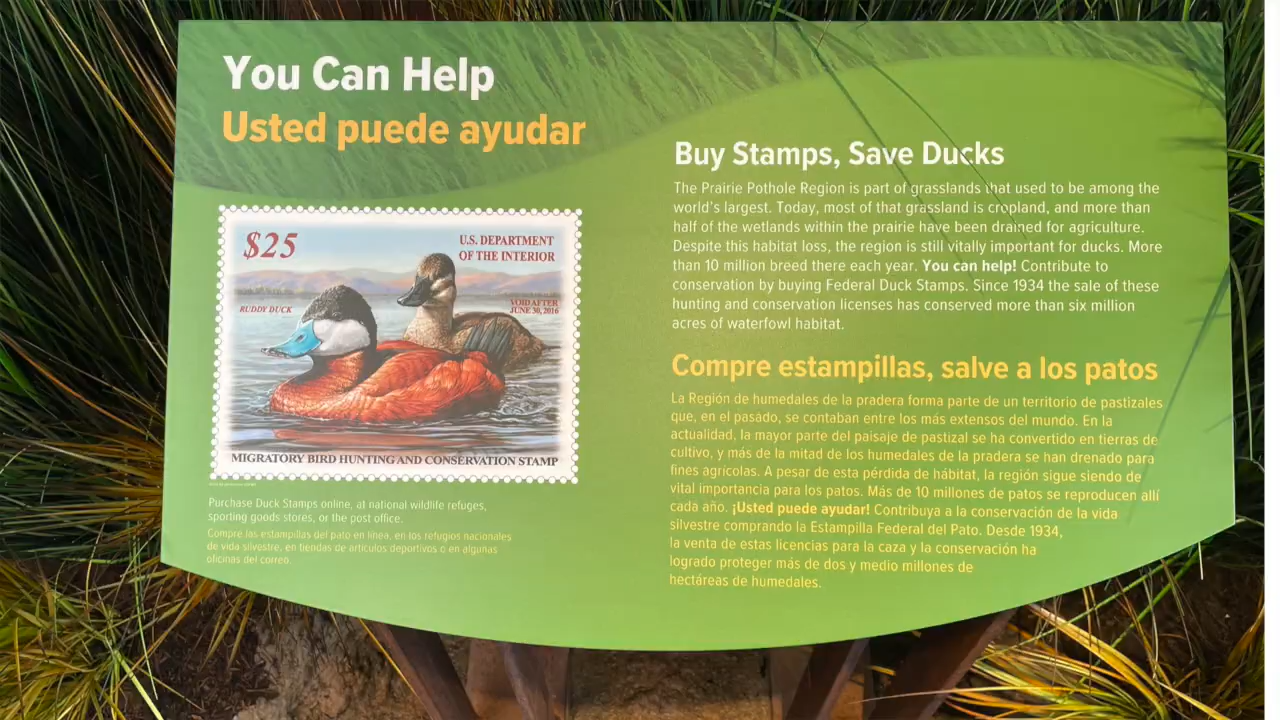 You Can Help
Usted puede ayudar
$25
U.S. DEPARTMENT
OF THE INTERIOR
RUDDY DUCK
VOID AFTER
JUNE 30, 2016
MIGRATORY BIRD HUNTING AND CONSERVATION STAMP
Purchase Duck Stamps online, at national wildlife refuges,
sporting goods stores, or the post office.
Compre las estampillas del pato en línea, en los refugios nacionales
de vida silvestre, en tiendas de artículos deportivos o en algunas
oficinas del correo.
Buy Stamps, Save Ducks
The Prairie Pothole Region is part of grasslands that used to be among the
world's largest. Today, most of that grassland is cropland, and more than
half of the wetlands within the prairie have been drained for agriculture.
Despite this habitat loss, the region is still vitally important for ducks. More
than 10 million breed there each year. You can help! Contribute to
conservation by buying Federal Duck Stamps. Since 1934 the sale of these
hunting and conservation licenses has conserved more than six million
acres of waterfowl habitat.
Compre estampillas, salve a los patos
La Región de humedales de la pradera forma parte de un territorio de pastizales
que, en el pasado, se contaban entre los más extensos del mundo. En la
actualidad, la mayor parte del paisaje de pastizal se ha convertido en tierras de
cultivo, y más de la mitad de los humedales de la pradera se han drenado para
fines agrícolas. A pesar de esta pérdida de hábitat, la región sigue siendo de
vital importancia para los patos. Más de 10 millones de patos se reproducen allí
cada año. ¡Usted puede ayudar! Contribuya a la conservación de la vida
silvestre comprando la Estampilla Federal del Pato. Desde 1934,
la venta de estas licencias para la caza y la conservación ha
logrado proteger más de dos y medio millones de
hectáreas de humedales.